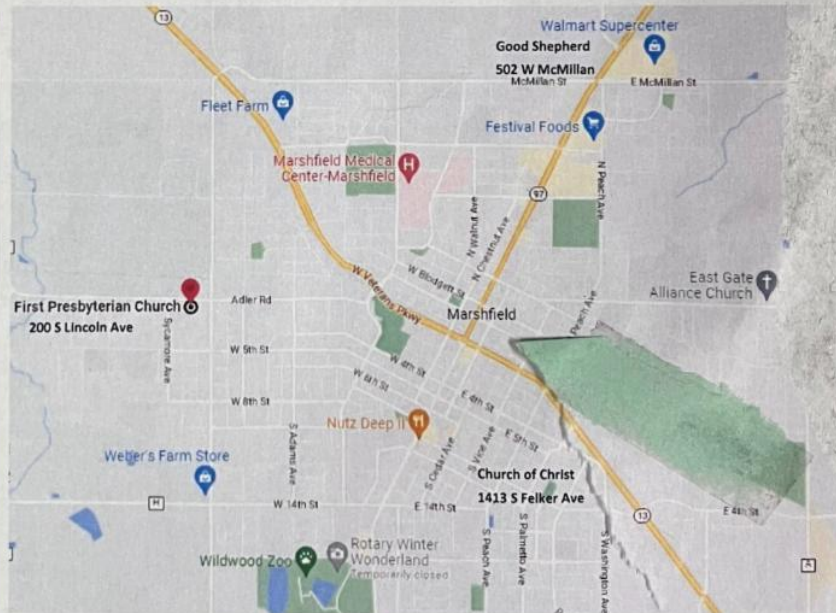 13
Walmart Supercenter
Good Shepherd
502 W McMillan
McMillan St
E McMillan St
Fleet Farm
Festival Foods
Marshfield Medical
Center-Marshfield
H
N Peach Ave
97
N Walnut Ave
N Chestnut Ave
W Blodgett St
East Gate
Alliance Church
W Veterans Pkwy
First Presbyterian Church
200 S Lincoln Ave
Adler Rd
Marshfield
Peach Ave
Sycamore Ave
W 5th St
W 4th St
W 6th St
W 8th St
E 4th St
Nutz Deep II
E 5th St
S Adams Ave
S Cedar Ave
S Vice Ave
Weber's Farm Store
Church of Christ
1413 S Felker Ave
H
W 14th St
E 14th St
13
E 4th St
S Peach Ave
S Palmetto Ave
S Washington Ave
Wildwood Zoo
Rotary Winter
Wonderland
Temporarily closed
A